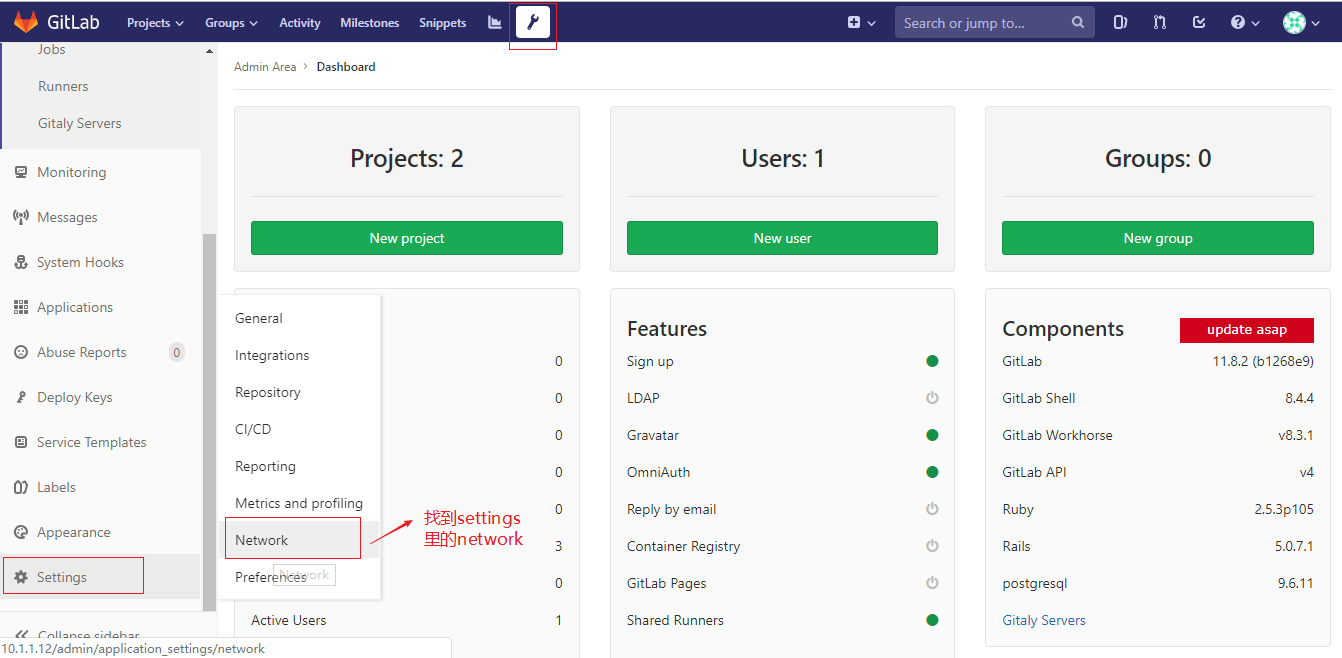 GitLab Projects Groups Activity Milestones Snippets Search or jump to...
Jobs
Runners
Gitaly Servers
Monitoring
Messages
System Hooks
Applications
Abuse Reports 0
Deploy Keys
Service Templates
Labels
Appearance
Settings
Collapse sidebar
10.1.1.12/admin/application_settings/network
General
Integrations
Repository
CI/CD
Reporting
Metrics and profiling
Network
Preferences
Network
找到settings
里的network
Admin Area > Dashboard
Projects: 2
New project
Users: 1
New user
Groups: 0
New group
0
0
0
0
0
3
0
Active Users 1
Features
Sign up
LDAP
Gravatar
OmniAuth
Reply by email
Container Registry
GitLab Pages
Shared Runners
Components update asap
GitLab 11.8.2 (b1268e9)
GitLab Shell 8.4.4
GitLab Workhorse v8.3.1
GitLab API v4
Ruby 2.5.3p105
Rails 5.0.7.1
postgresql 9.6.11
Gitaly Servers